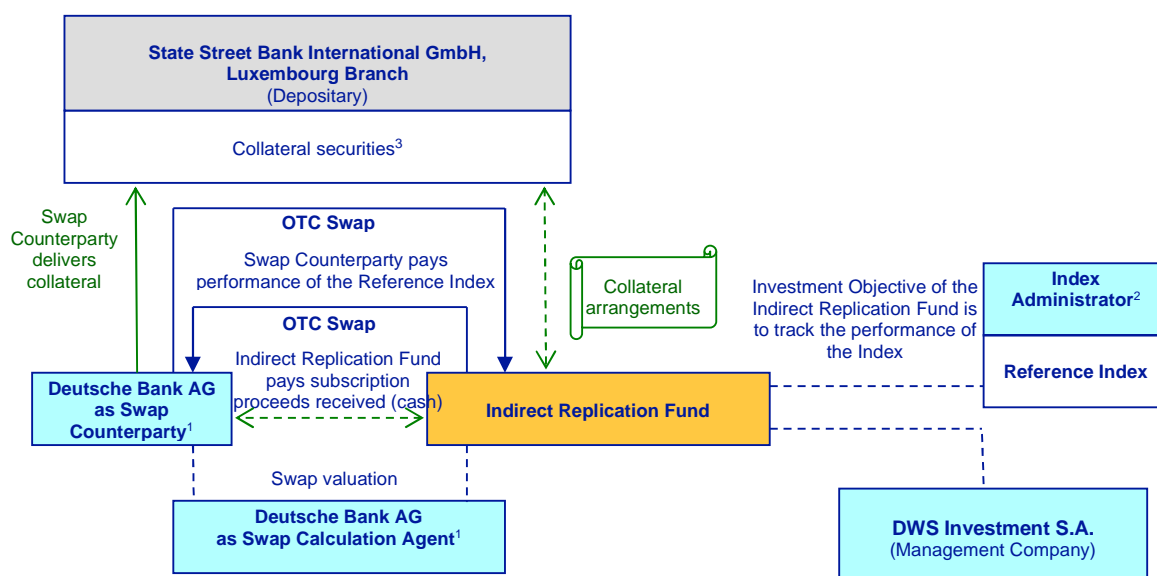 State Street Bank International GmbH,
Luxembourg Branch
(Depositary)
Collateral securities³
Swap
Counterparty
delivers
collateral
OTC Swap
Swap Counterparty pays
performance of the Reference Index
OTC Swap
Indirect Replication Fund
pays subscription
proceeds received (cash)
Collateral
arrangements
Investment Objective of the
Indirect Replication Fund is
to track the performance of
the Index
Index
Administrator²
Reference Index
Deutsche Bank AG
as Swap
Counterparty¹
Indirect Replication Fund
Swap valuation
Deutsche Bank AG
as Swap Calculation Agent¹
DWS Investment S.A.
(Management Company)